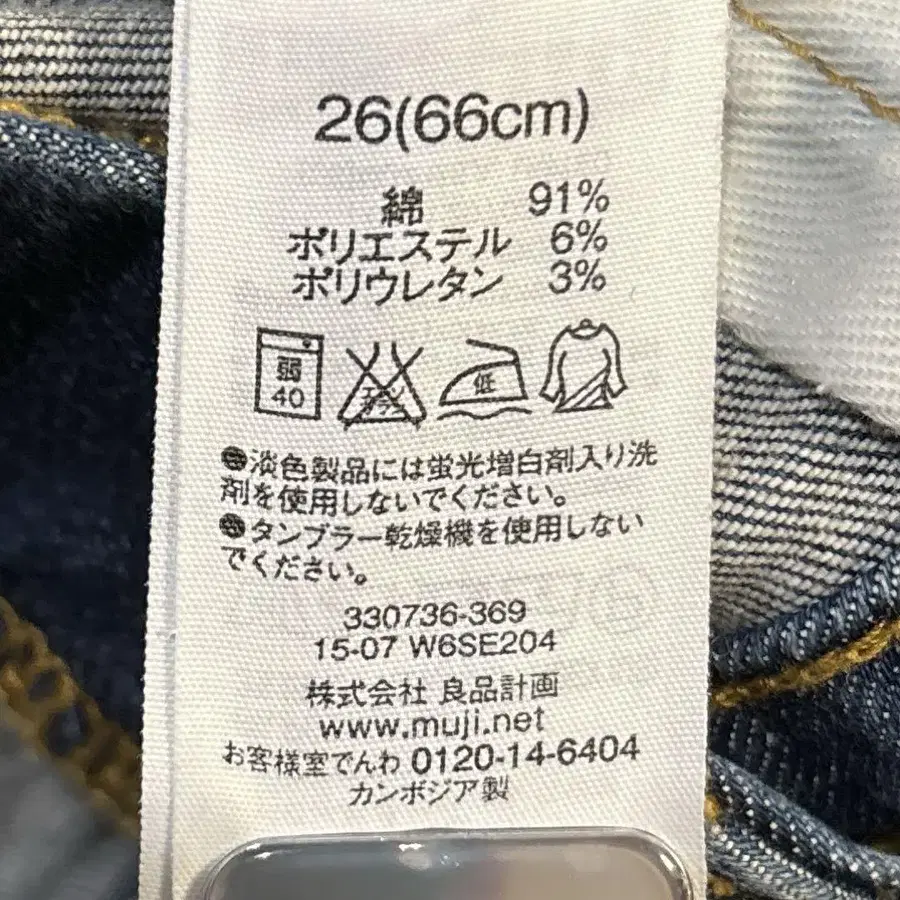 26(66cm)
綿 91%
ポリエステル 6%
ポリウレタン 3%
弱
40
低
●淡色製品には蛍光増白剤入り洗
剤を使用しないでください。
●タンブラー乾燥機を使用しない
でください。
330736-369
15-07 W6SE204
株式会社 良品計画
www.muji.net
お客様室でんわ 0120-14-6404
カンボジア製